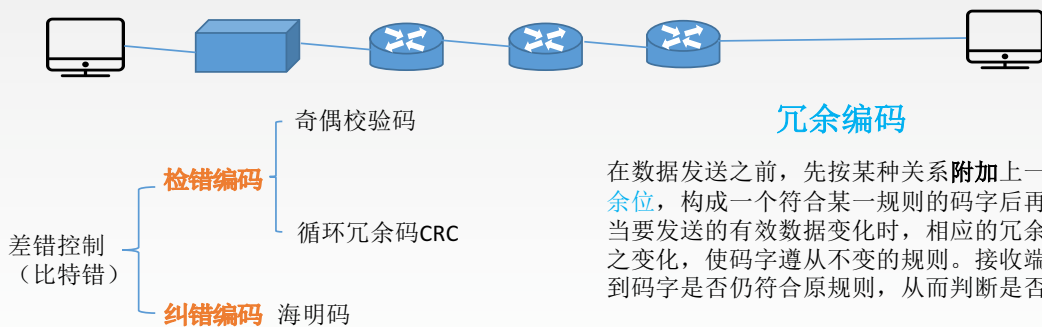 奇偶校验码
检错编码
循环冗余码CRC
差错控制
（比特错）
纠错编码 海明码
冗余编码
在数据发送之前，先按某种关系附加上一
余位，构成一个符合某一规则的码字后再
当要发送的有效数据变化时，相应的冗余
之变化，使码字遵从不变的规则。接收端
到码字是否仍符合原规则，从而判断是否